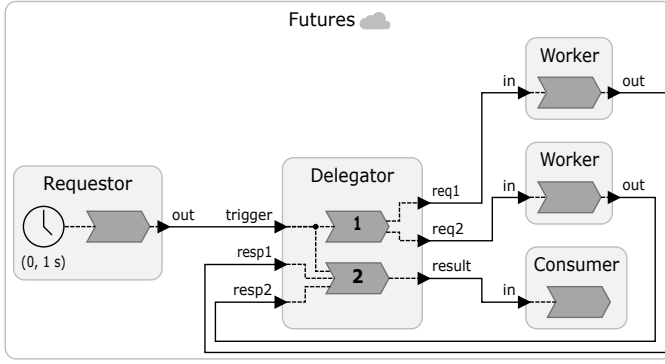 Futures
Worker
in
out
Worker
in
out
Requestor
(0, 1 s)
out
Delegator
trigger
1
req1
req2
resp1
2
result
resp2
Consumer
in